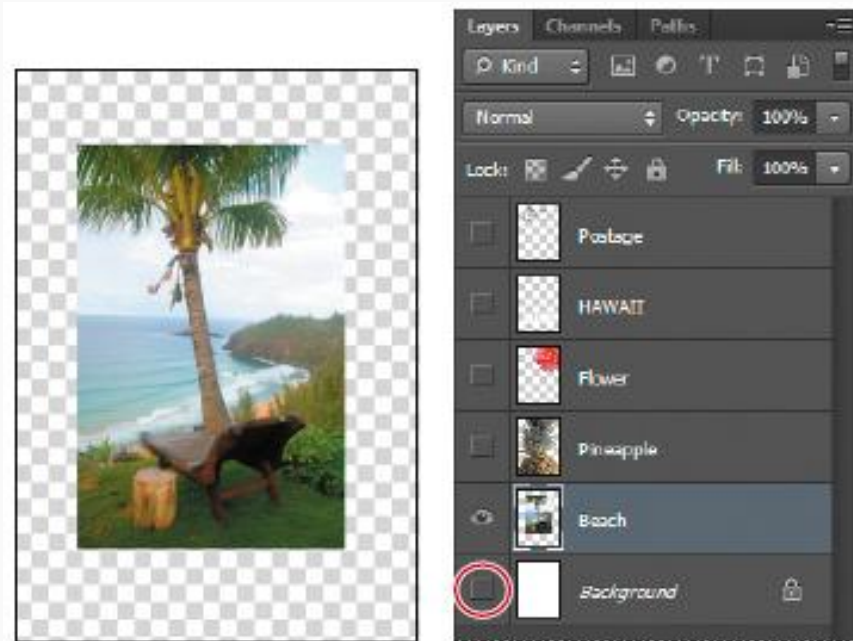 Layers Channels Paths
Kind
Normal Opacity: 100%
Lock: Fill: 100%
Postage
HAWAII
Flower
Pineapple
Beach
Background